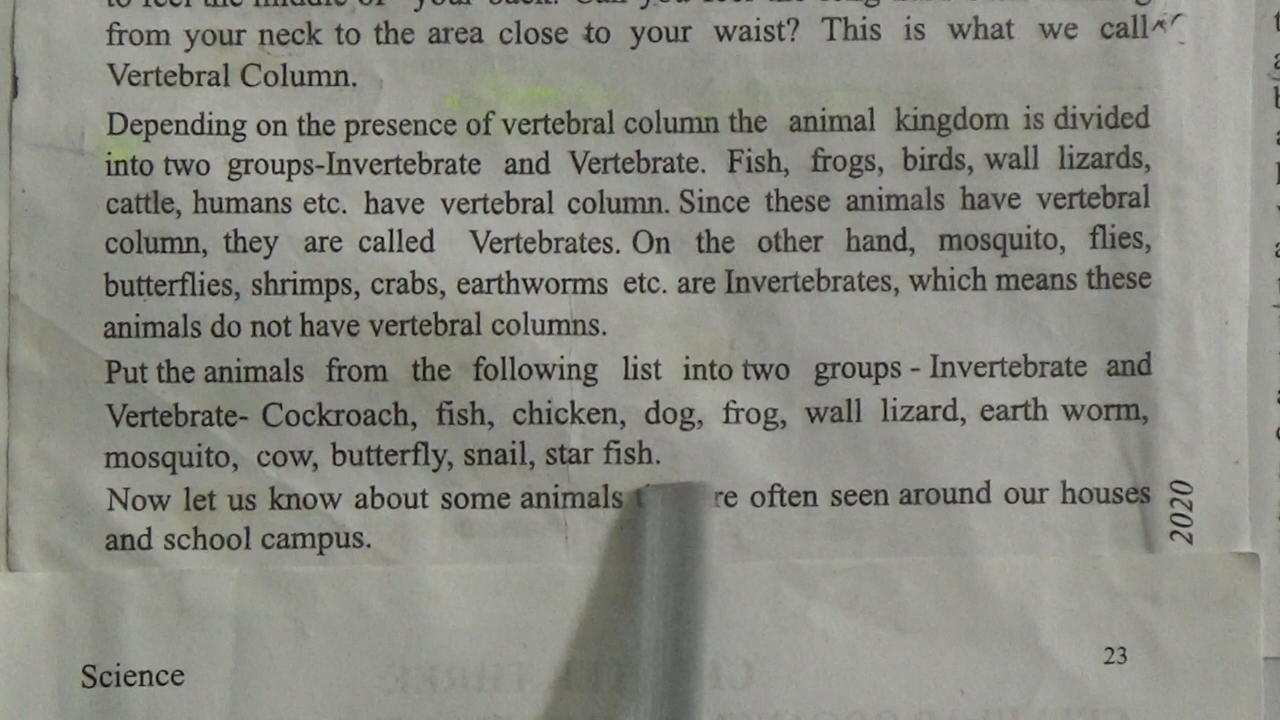 from your neck to the area close to your waist? This is what we call
Vertebral Column.
Depending on the presence of vertebral column the animal kingdom is divided
into two groups-Invertebrate and Vertebrate. Fish, frogs, birds, wall lizards,
cattle, humans etc. have vertebral column. Since these animals have vertebral
column, they are called Vertebrates. On the other hand, mosquito, flies,
butterflies, shrimps, crabs, earthworms etc. are Invertebrates, which means these
animals do not have vertebral columns.
Put the animals from the following list into two groups - Invertebrate and
Vertebrate- Cockroach, fish, chicken, dog, frog, wall lizard, earth worm,
mosquito, cow, butterfly, snail, star fish.
Now let us know about some animals often seen around our houses
and school campus.
2020
23
Science